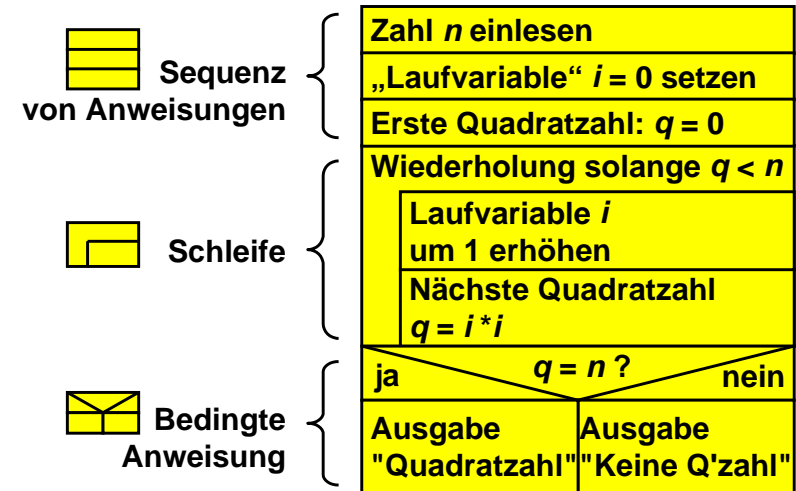 Zahl n einlesen
Sequenz
von Anweisungen
„Laufvariable“ i = 0 setzen
Erste Quadratzahl: q = 0
Wiederholung solange q < n
Schleife
Laufvariable i
um 1 erhöhen
Nächste Quadratzahl
q = i*i
ja
q = n ?
nein
Bedingte
Anweisung
Ausgabe
"Quadratzahl"
Ausgabe
"Keine Q'zahl"